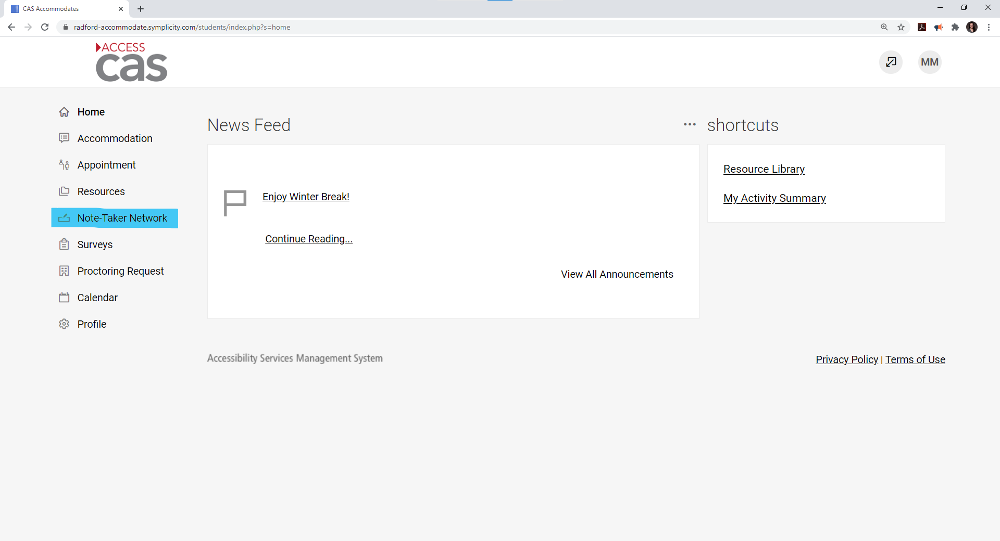 CAS Accommodates
radford-accommodate.symplicity.com/students/index.php?s=home
ACCESS
cas
MM
Home
Accommodation
Appointment
Resources
Note-Taker Network
Surveys
Proctoring Request
Calendar
Profile
News Feed
Enjoy Winter Break!
Continue Reading...
View All Announcements
shortcuts
Resource Library
My Activity Summary
Accessibility Services Management System
Privacy Policy | Terms of Use